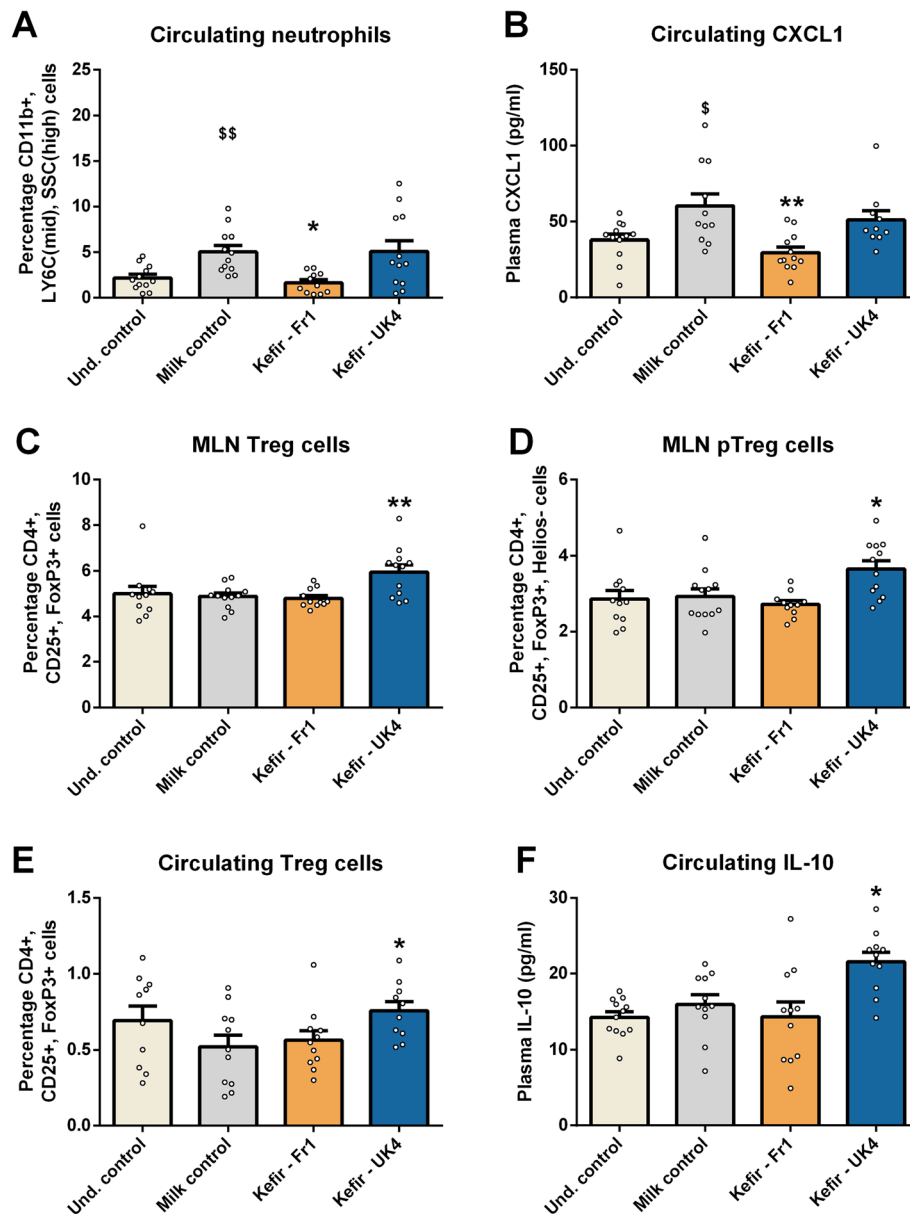 A
Circulating neutrophils
Percentage CD11b+,
LY6C(mid), SSC(high) cells
25
20
15
10
5
0
$$
*
Und. control
Milk control
Kefir - Fr1
Kefir - UK4
B
Circulating CXCL1
Plasma CXCL1 (pg/ml)
150
100
50
0
$
**
Und. control
Milk control
Kefir - Fr1
Kefir - UK4
C
MLN Treg cells
Percentage CD4+,
CD25+, FoxP3+ cells
10
8
6
4
2
0
**
Und. control
Milk control
Kefir - Fr1
Kefir - UK4
D
MLN pTreg cells
Percentage CD4+,
CD25+, FoxP3+, Helios- cells
6
4
2
0
*
Und. control
Milk control
Kefir - Fr1
Kefir - UK4
E
Circulating Treg cells
Percentage CD4+,
CD25+, FoxP3+ cells
1.5
1.0
0.5
0.0
*
Und. control
Milk control
Kefir - Fr1
Kefir - UK4
F
Circulating IL-10
Plasma IL-10 (pg/ml)
30
20
10
0
*
Und. control
Milk control
Kefir - Fr1
Kefir - UK4